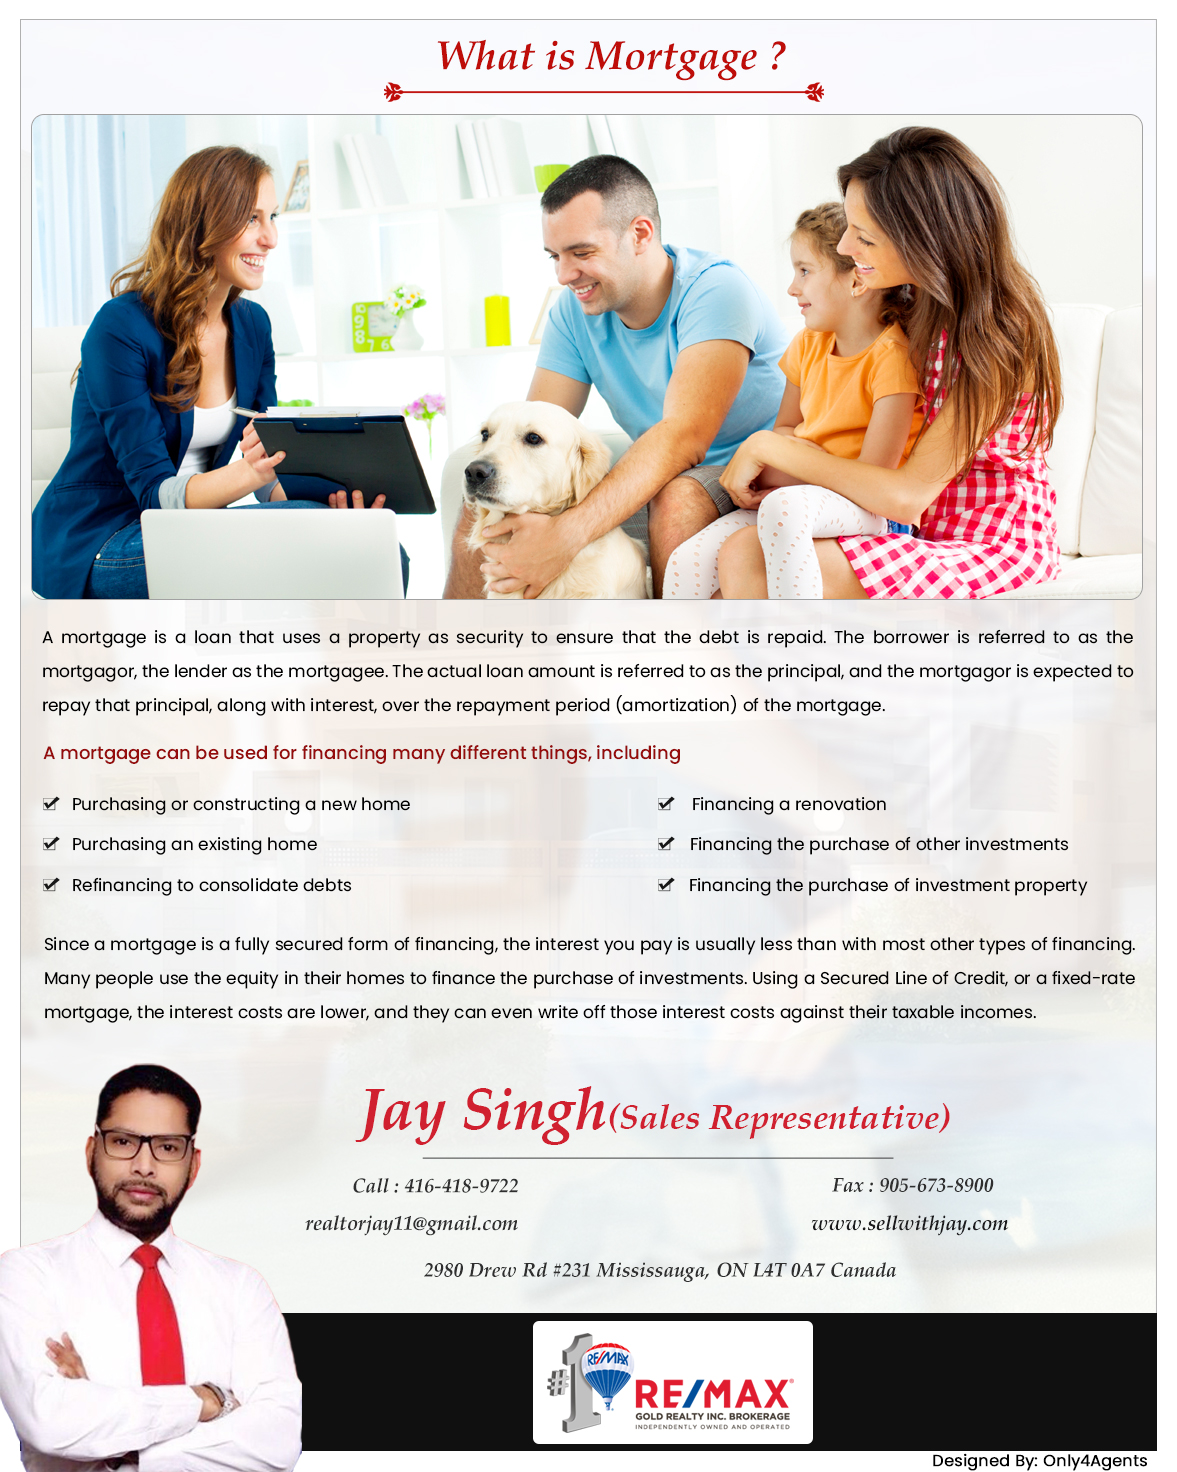 What is Mortgage ?
A mortgage is a loan that uses a property as security to ensure that the debt is repaid. The borrower is referred to as the
mortgagor, the lender as the mortgagee. The actual loan amount is referred to as the principal, and the mortgagor is expected to
repay that principal, along with interest, over the repayment period (amortization) of the mortgage.
A mortgage can be used for financing many different things, including
Purchasing or constructing a new home
Purchasing an existing home
Refinancing to consolidate debts
Financing a renovation
Financing the purchase of other investments
Financing the purchase of investment property
Since a mortgage is a fully secured form of financing, the interest you pay is usually less than with most other types of financing.
Many people use the equity in their homes to finance the purchase of investments. Using a Secured Line of Credit, or a fixed-rate
mortgage, the interest costs are lower, and they can even write off those interest costs against their taxable incomes.
Jay Singh(Sales Representative)
Call : 416-418-9722
Fax : 905-673-8900
realtorjay11@gmail.com
www.sellwithjay.com
2980 Drew Rd #231 Mississauga, ON L4T 0A7 Canada
#1
RE/MAX
RE/MAX®
GOLD REALTY INC. BROKERAGE
INDEPENDENTLY OWNED AND OPERATED
Designed By: Only4Agents